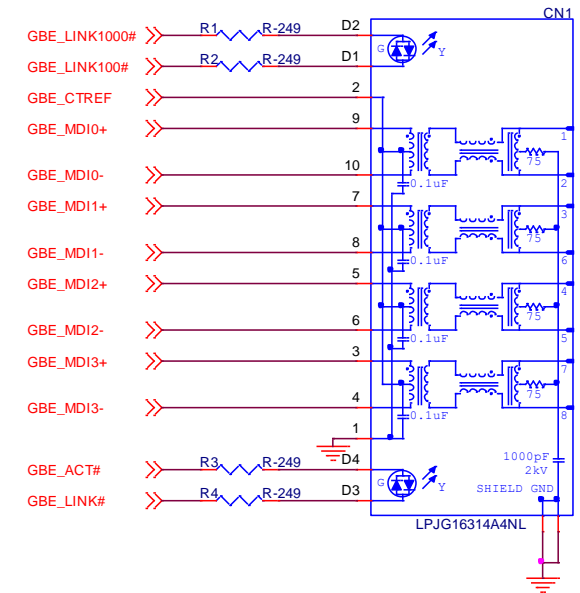 CN1
GBE_LINK1000# R1 R-249 D2
G Y
GBE_LINK100# R2 R-249 D1
GBE_CTREF 2
GBE_MDI0+ 9 1
75
GBE_MDI0- 10 0.1uF 2
GBE_MDI1+ 7 3
75
GBE_MDI1- 8 0.1uF 6
GBE_MDI2+ 5 4
75
GBE_MDI2- 6 0.1uF 5
GBE_MDI3+ 3 7
75
GBE_MDI3- 4 0.1uF 8
1
1000pF
2kV
GBE_ACT# R3 R-249 D4
G Y
SHIELD GND
GBE_LINK# R4 R-249 D3
LPJG16314A4NL